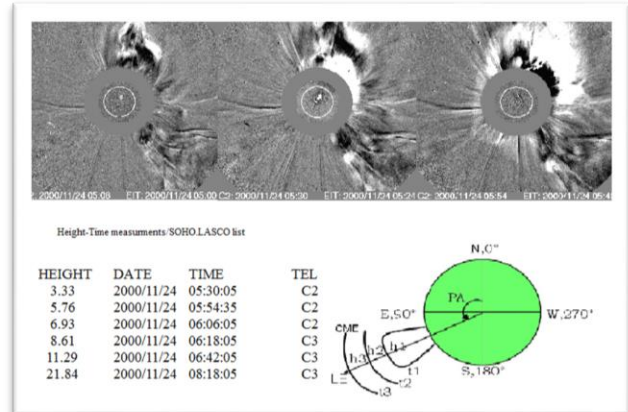 C2: 2000/11/24 05:06 EIT: 2000/11/24 05:00 C2: 2000/11/24 05:30 EIT: 2000/11/24 05:24 C2: 2000/11/24 05:54 EIT: 2000/11/24 05:4
Height-Time measurments/SOHO.LASCO list
HEIGHT DATE TIME TEL
3.33 2000/11/24 05:30:05 C2
5.76 2000/11/24 05:54:35 C2
6.93 2000/11/24 06:06:05 C2
8.61 2000/11/24 06:18:05 C3
11.29 2000/11/24 06:42:05 C3
21.84 2000/11/24 08:18:05 C3
N,0°
PA
E,90° W,270°
CME
h3 h2 h1
LE t3 t2 t1
S,180°